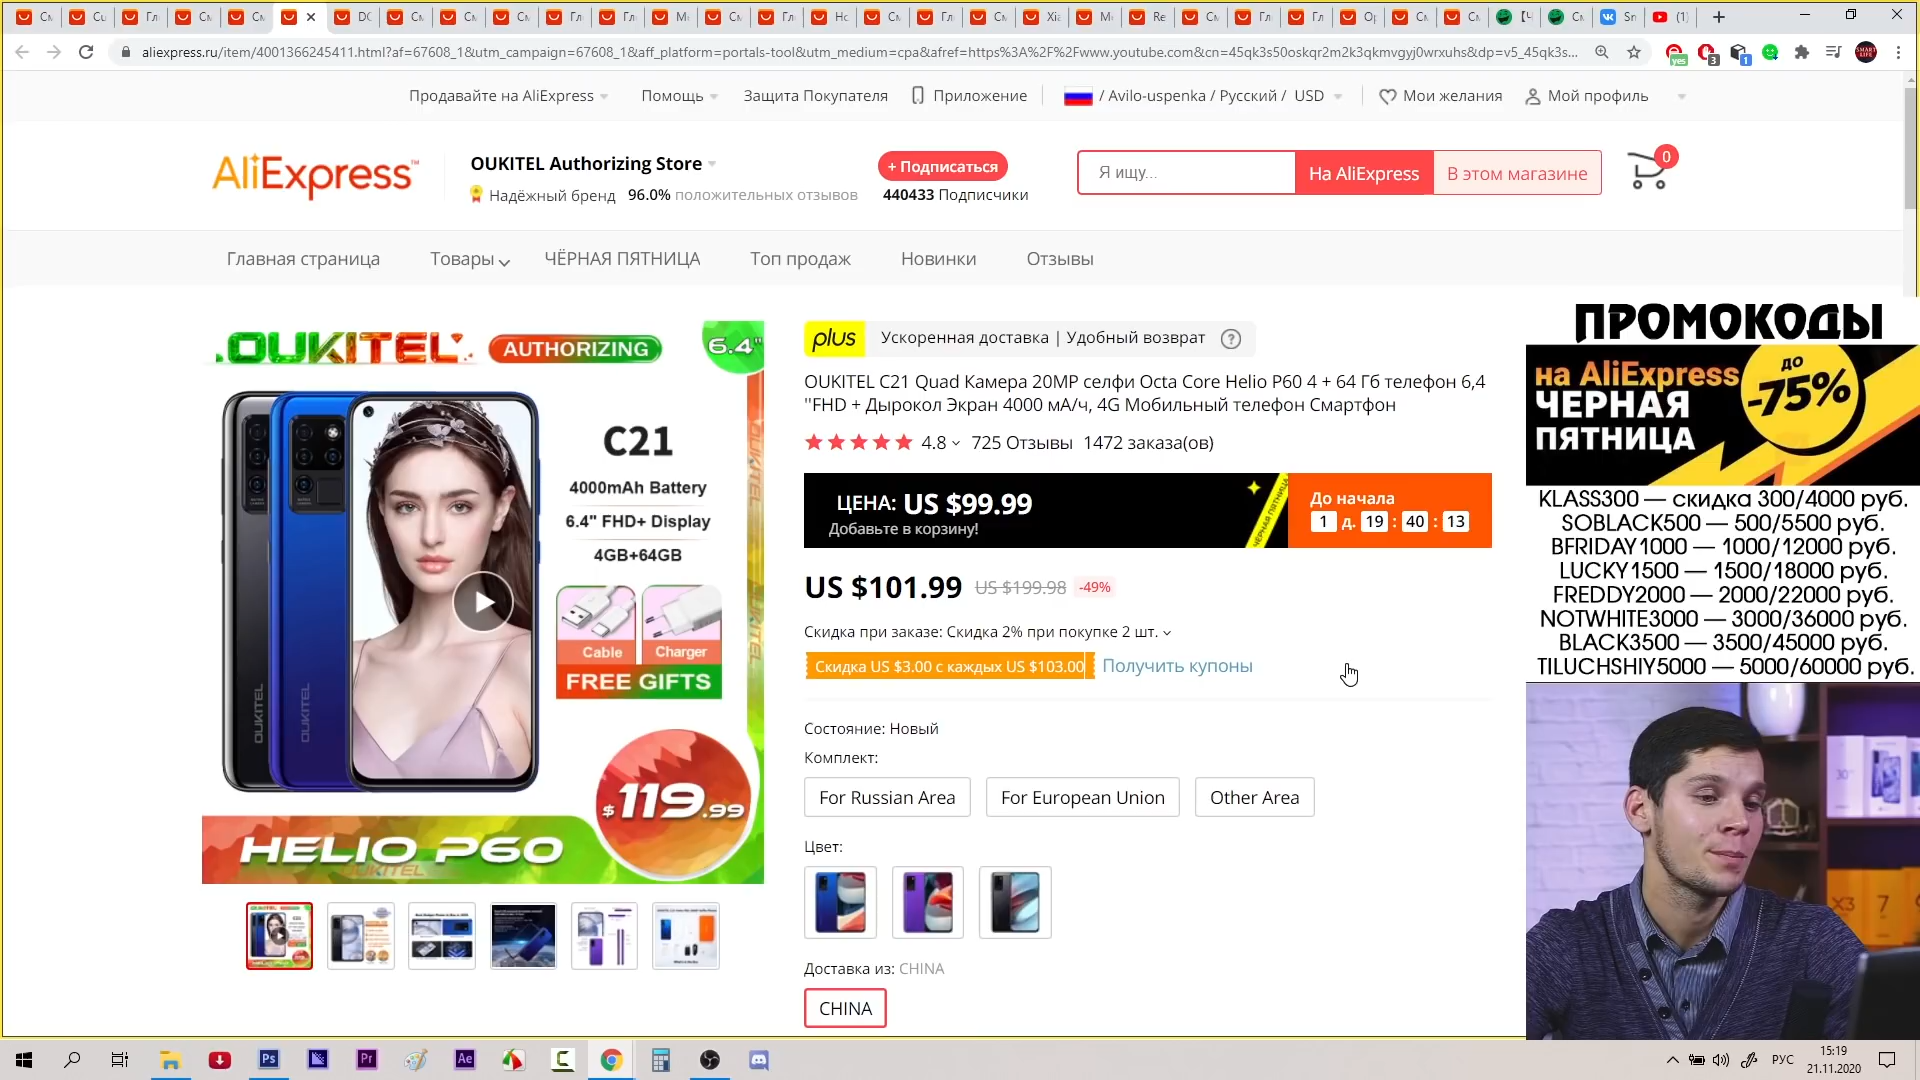 aliexpress.ru/item/4001366245411.html?af=67608_1&utm_campaign=67608_1&aff_platform=portals-tool&utm_medium=cpa&afref=https%3A%2F%2Fwww.youtube.com&cn=45qk3s50oskqr2m2k3qkmvgyj0wrxuhs&dp=v5_45qk3s...
Продавайте на AliExpress Помощь Защита Покупателя Приложение / Avilo-uspenka / Русский / USD Мои желания Мой профиль
AliExpress™
OUKITEL Authorizing Store
+ Подписаться
Надёжный бренд 96.0% положительных отзывов 440433 Подписчики
Я ищу... На AliExpress В этом магазине 0
Главная страница Товары ЧЁРНАЯ ПЯТНИЦА Топ продаж Новинки Отзывы
OUKITEL AUTHORIZING 6.4"
C21
4000mAh Battery
6.4" FHD+ Display
4GB+64GB
Cable Charger
FREE GIFTS
OUKITEL
OUKITEL
$119.99
HELIO P60
OUKITEL
plus Ускоренная доставка | Удобный возврат ?
OUKITEL C21 Quad Камера 20MP селфи Octa Core Helio P60 4 + 64 Гб телефон 6,4
''FHD + Дырокол Экран 4000 мА/ч, 4G Мобильный телефон Смартфон
4.8 725 Отзывы 1472 заказа(ов)
ЦЕНА: US $99.99
Добавьте в корзину!
ЧЕРНАЯ ПЯТНИЦА
До начала
1 д. 19 : 40 : 13
US $101.99 US $199.98 -49%
Скидка при заказе: Скидка 2% при покупке 2 шт.
Скидка US $3.00 с каждых US $103.00 Получить купоны
Состояние: Новый
Комплект:
For Russian Area For European Union Other Area
Цвет:
Доставка из: CHINA
CHINA
ПРОМОКОДЫ
на AliExpress
ЧЕРНАЯ
ПЯТНИЦА
ДО
-75%
KLASS300 — скидка 300/4000 руб.
SOBLACK500 — 500/5500 руб.
BFRIDAY1000 — 1000/12000 руб.
LUCKY1500 — 1500/18000 руб.
FREDDY2000 — 2000/22000 руб.
NOTWHITE3000 — 3000/36000 руб.
BLACK3500 — 3500/45000 руб.
TILUCHSHIY5000 — 5000/60000 руб.
РУС
15:19
21.11.2020